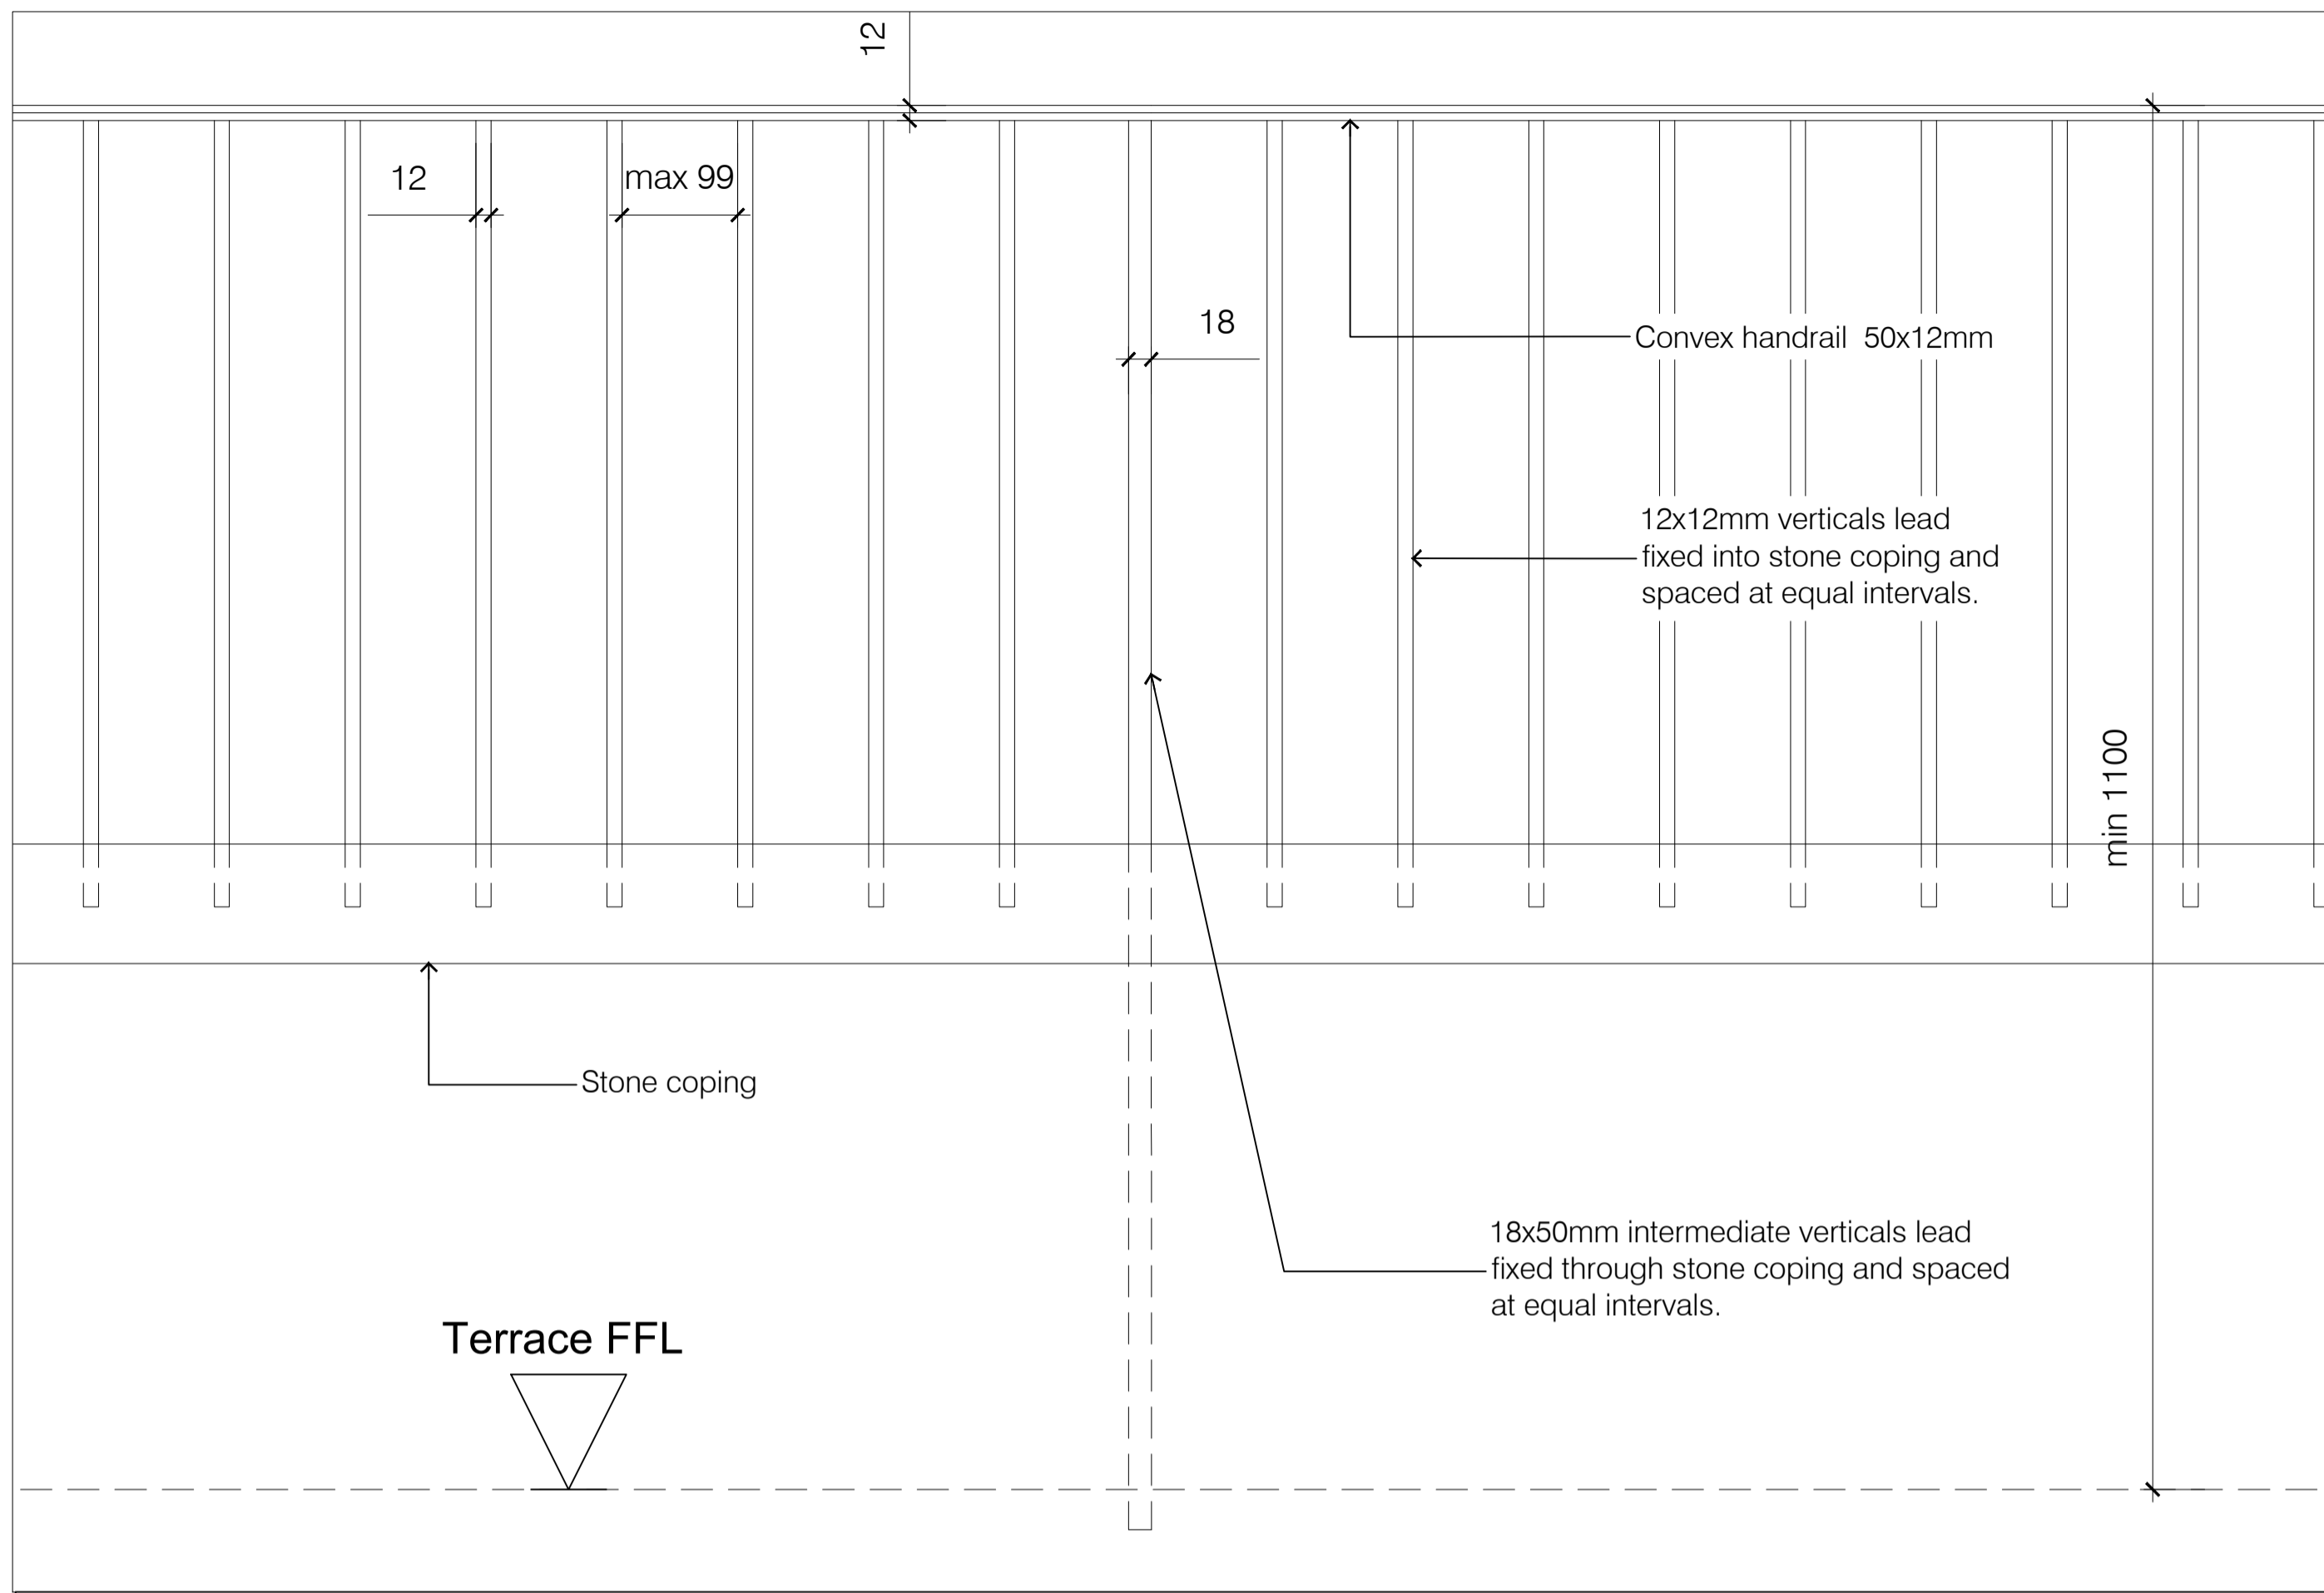 12
12
max 99
18
Convex handrail 50x12mm
12x12mm verticals lead
fixed into stone coping and
spaced at equal intervals.
min 1100
Stone coping
18x50mm intermediate verticals lead
fixed through stone coping and spaced
at equal intervals.
Terrace FFL